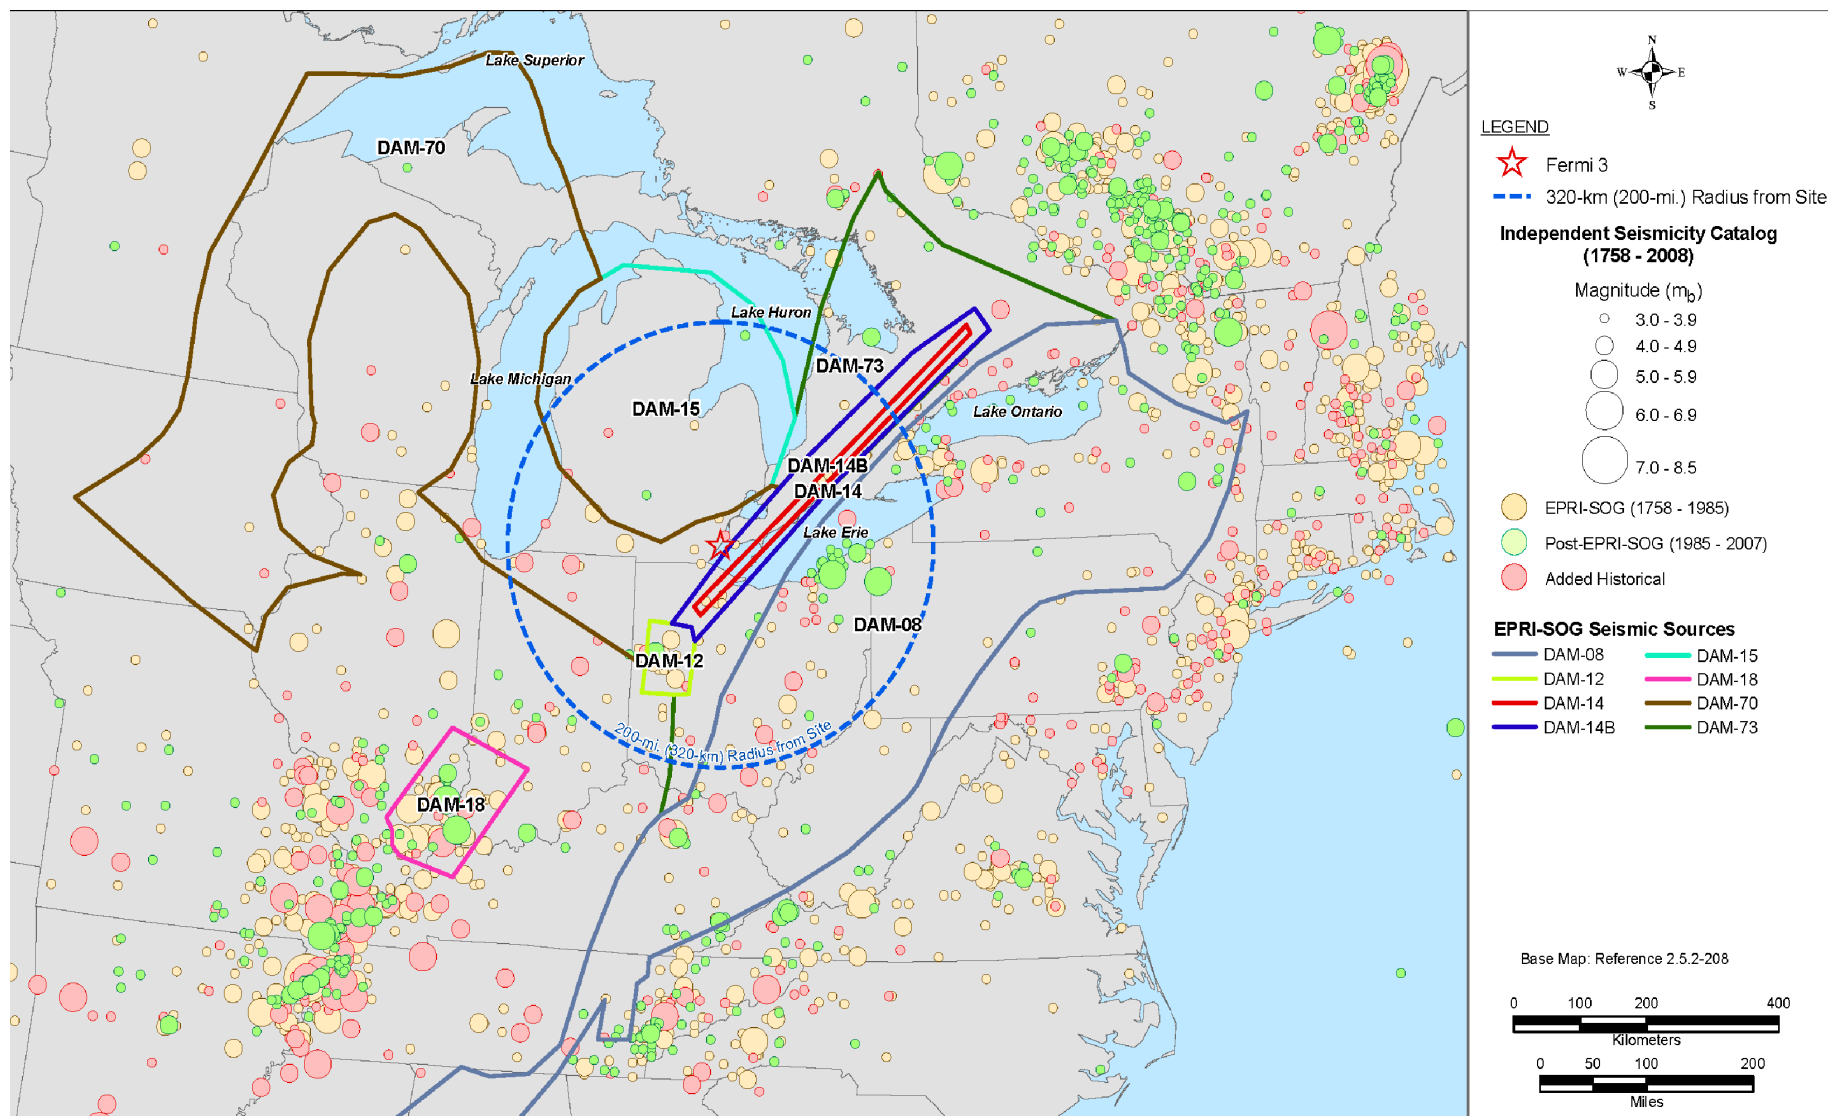 Lake Superior
DAM-70
Lake Huron
DAM-73
Lake Michigan
DAM-15
Lake Ontario
DAM-14B
DAM-14
Lake Erie
DAM-08
DAM-12
200-mi. (320-km) Radius from Site
DAM-18
N
W E
S
LEGEND
Fermi 3
320-km (200-mi.) Radius from Site
Independent Seismicity Catalog
(1758 - 2008)
Magnitude (mb)
3.0 - 3.9
4.0 - 4.9
5.0 - 5.9
6.0 - 6.9
7.0 - 8.5
EPRI-SOG (1758 - 1985)
Post-EPRI-SOG (1985 - 2007)
Added Historical
EPRI-SOG Seismic Sources
DAM-08 DAM-15
DAM-12 DAM-18
DAM-14 DAM-70
DAM-14B DAM-73
Base Map: Reference 2.5.2-208
0 100 200 400
Kilometers
0 50 100 200
Miles